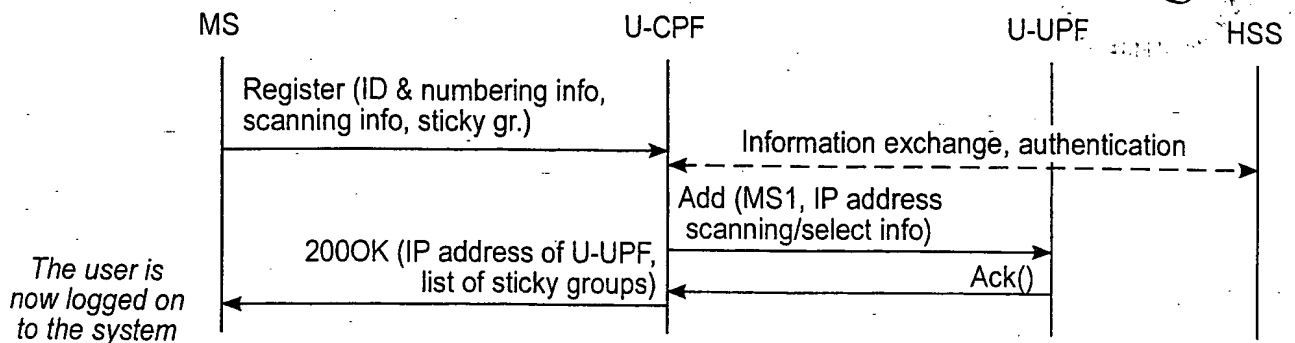 MS
U-CPF
U-UPF
HSS
Register (ID & numbering info,
scanning info, sticky gr.)
Information exchange, authentication
Add (MS1, IP address
scanning/select info)
200OK (IP address of U-UPF,
list of sticky groups)
Ack()
The user is
now logged on
to the system